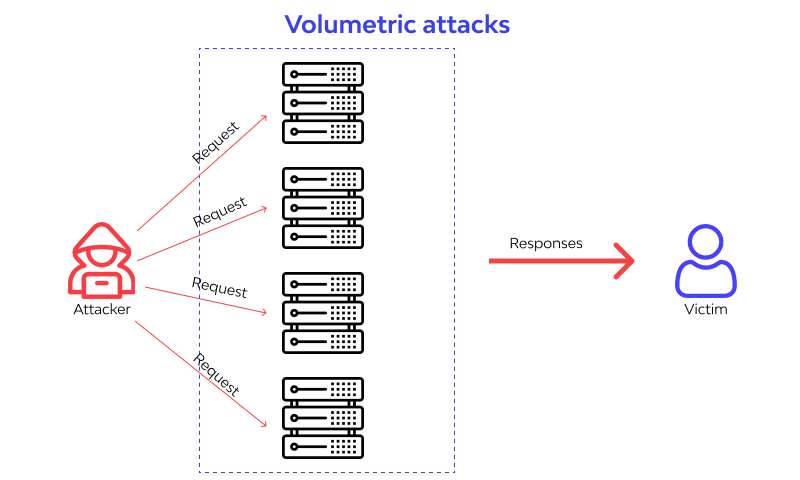 Volumetric attacks
Request
Request
Request
Request
Attacker
Responses
Victim